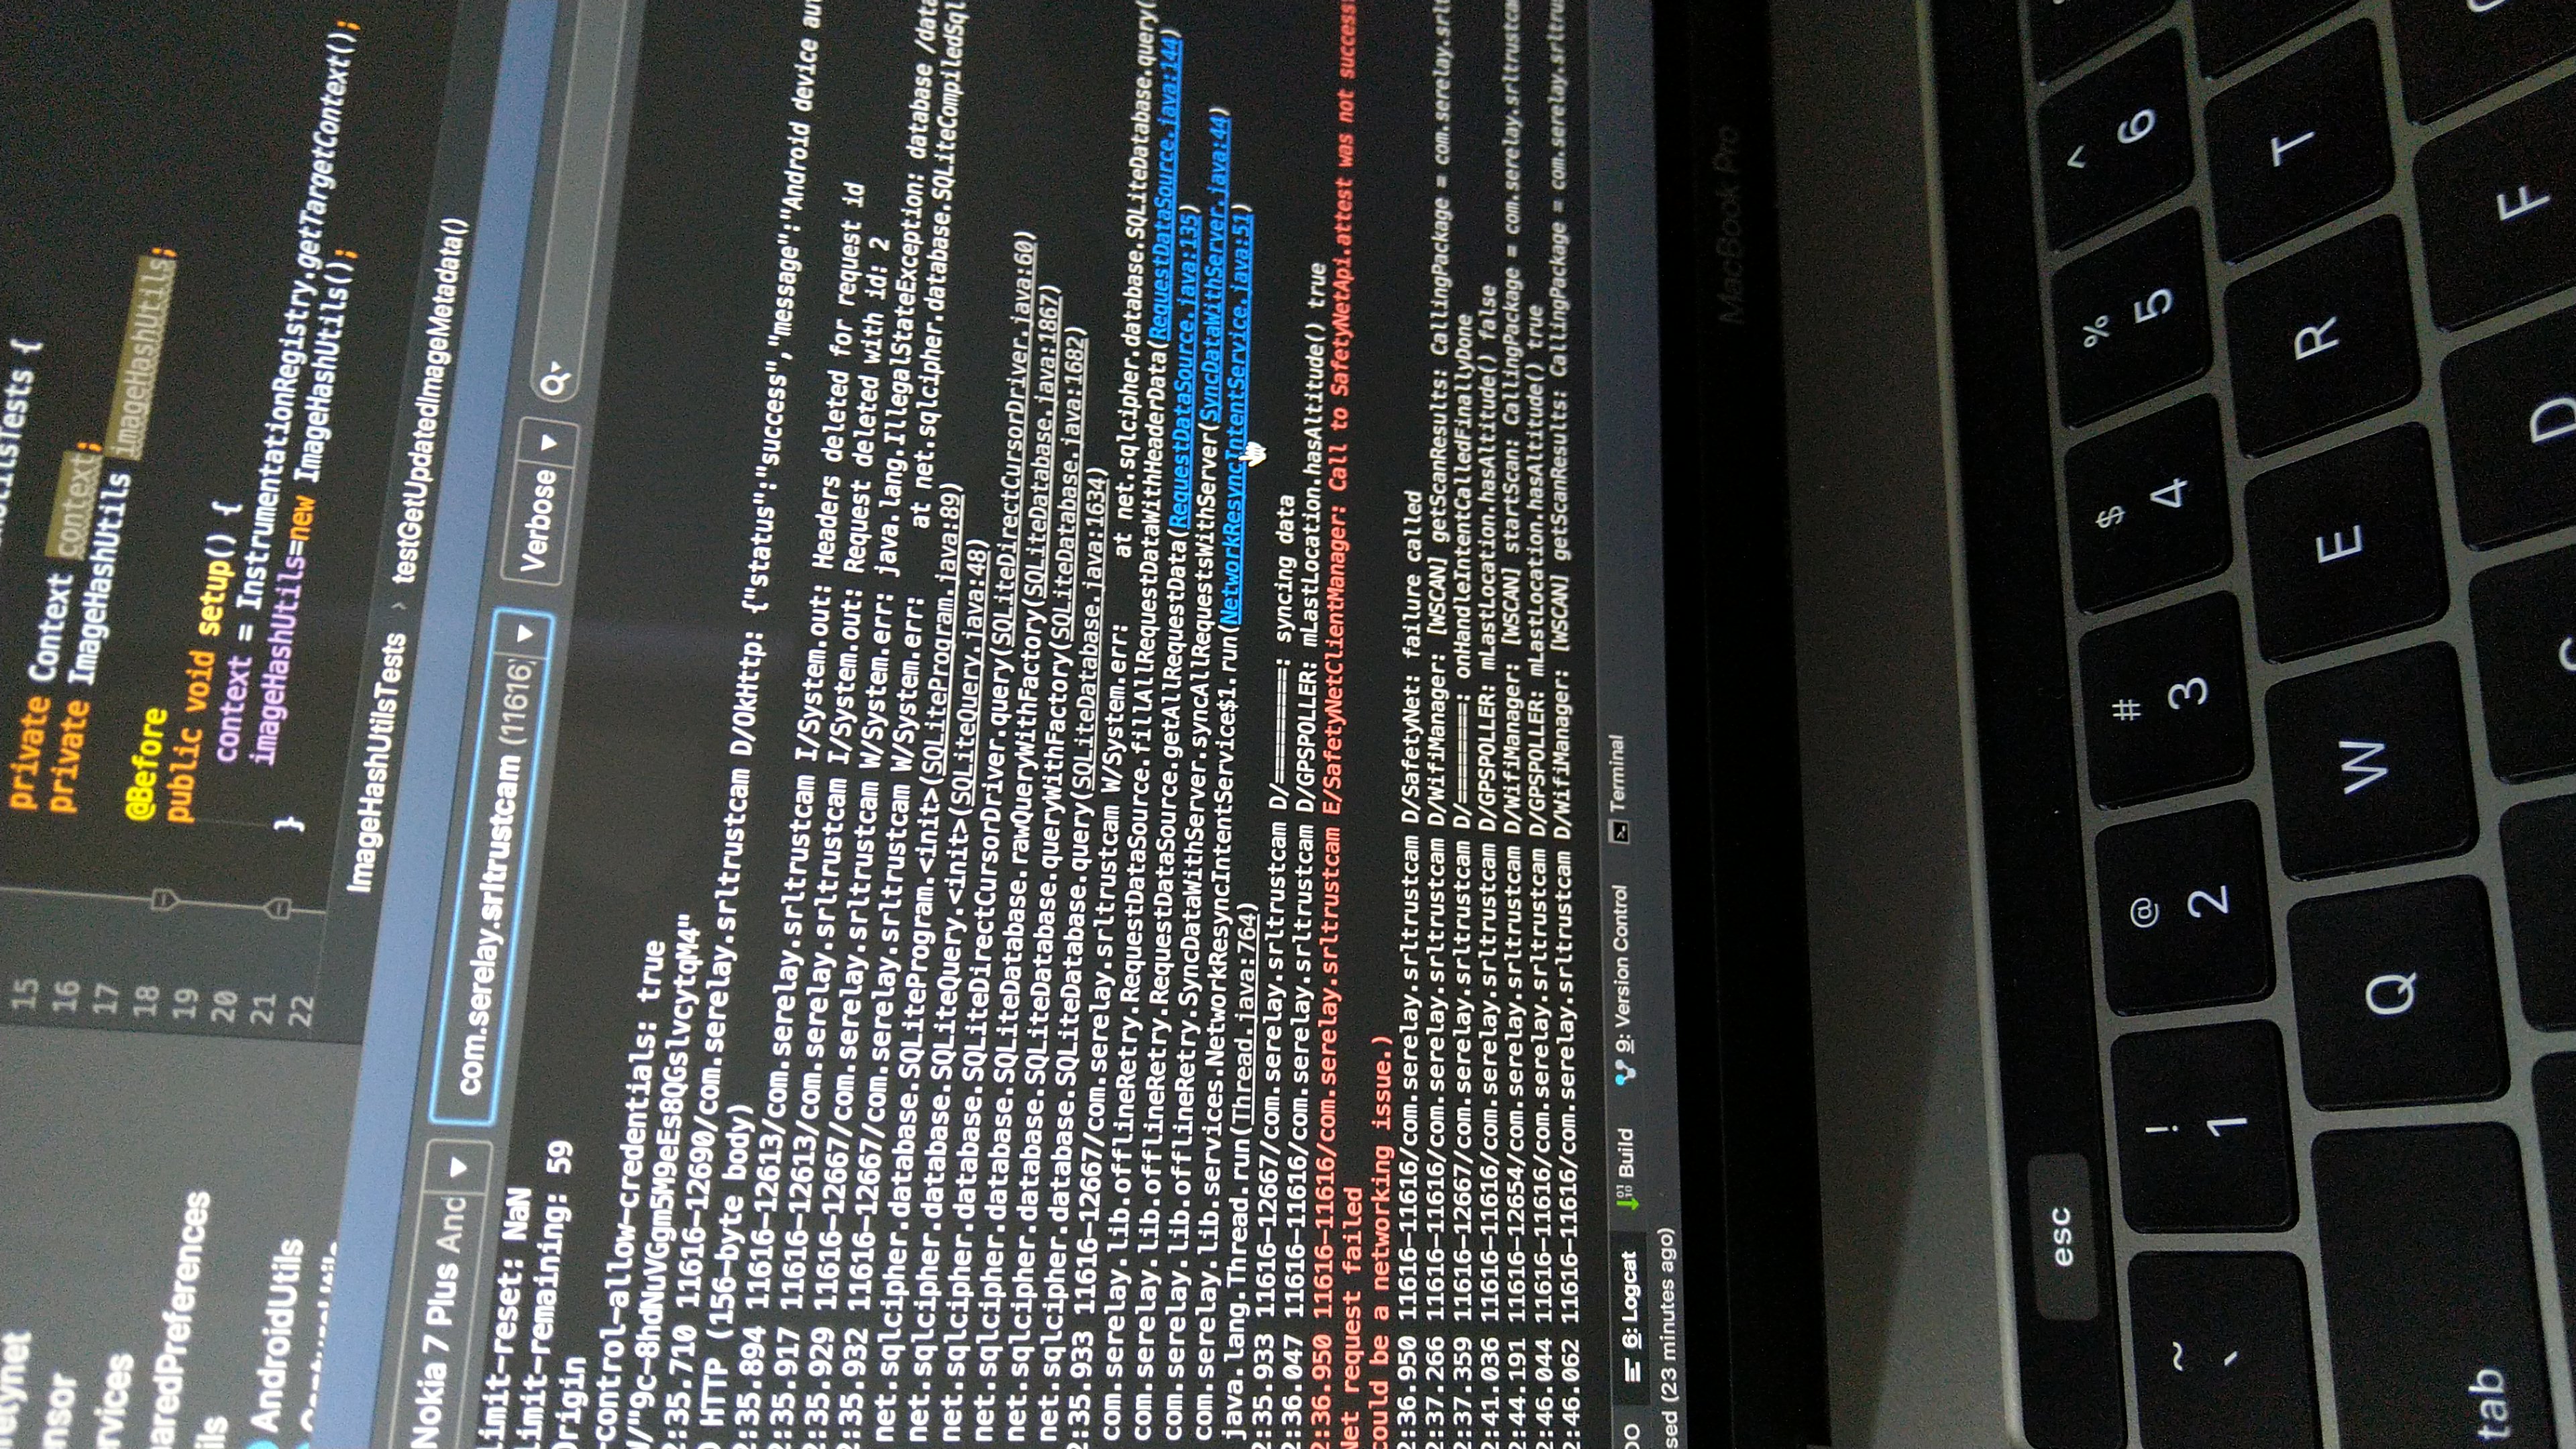 15
16
17
18
19
20
21
22
Tests {
private Context context;
private ImageHashUtils imageHashUtils;
@Before
public void setup() {
context = InstrumentationRegistry.getTargetContext();
imageHashUtils=new ImageHashUtils();
}
aredPreferences
AndroidUtils
ImageHashUtilsTests › testGetUpdatedImageMetadata()
Nokia 7 Plus And
com.serelay.srltrustcam (11616)
Verbose
limit-reset: NaN
limit-remaining: 59
Origin
-control-allow-credentials: true
W/"9c-8hdNuVGgm5M9eEs8QGslvcytqM4"
2:35.710 11616-12690/com.serelay.srltrustcam D/OkHttp: {"status":"success","message":"Android device au
HTTP (156-byte body)
2:35.894 11616-12613/com.serelay.srltrustcam I/System.out: Headers deleted for request id
2:35.917 11616-12613/com.serelay.srltrustcam I/System.out: Request deleted with id: 2
2:35.929 11616-12667/com.serelay.srltrustcam W/System.err: java.lang.IllegalStateException: database /data
2:35.932 11616-12667/com.serelay.srltrustcam W/System.err: at net.sqlcipher.database.SQLiteCompiledSql
net.sqlcipher.database.SQLiteProgram.<init>(SQLiteProgram.java:89)
net.sqlcipher.database.SQLiteQuery.<init>(SQLiteQuery.java:48)
net.sqlcipher.database.SQLiteDirectCursorDriver.query(SQLiteDirectCursorDriver.java:60)
net.sqlcipher.database.SQLiteDatabase.rawQueryWithFactory(SQLiteDatabase.java:1867)
net.sqlcipher.database.SQLiteDatabase.queryWithFactory(SQLiteDatabase.java:1682)
net.sqlcipher.database.SQLiteDatabase.query(SQLiteDatabase.java:1634)
2:35.933 11616-12667/com.serelay.srltrustcam W/System.err: at net.sqlcipher.database.SQLiteDatabase.query(
com.serelay.lib.offlineRetry.RequestDataSource.fillAllRequestDataWithHeaderData(RequestDataSource.java:144)
com.serelay.lib.offlineRetry.RequestDataSource.getAllRequestData(RequestDataSource.java:135)
com.serelay.lib.offlineRetry.SyncDataWithServer.syncAllRequestsWithServer(SyncDataWithServer.java:44)
com.serelay.lib.services.NetworkResyncIntentService$1.run(NetworkResyncIntentService.java:51)
java.lang.Thread.run(Thread.java:764)
2:35.933 11616-12667/com.serelay.srltrustcam D/=========: syncing data
2:36.047 11616-11616/com.serelay.srltrustcam D/GPSPOLLER: mLastLocation.hasAltitude() true
2:36.950 11616-11616/com.serelay.srltrustcam E/SafetyNetClientManager: Call to SafetyNetApi.attest was not success
Net request failed
could be a networking issue.)
2:36.950 11616-11616/com.serelay.srltrustcam D/SafetyNet: failure called
2:37.266 11616-11616/com.serelay.srltrustcam D/WifiManager: [WSCAN] getScanResults: CallingPackage = com.serelay.srlt
2:37.359 11616-12667/com.serelay.srltrustcam D/========: onHandleIntentCalledFinallyDone
2:41.036 11616-11616/com.serelay.srltrustcam D/GPSPOLLER: mLastLocation.hasAltitude() false
2:44.191 11616-12654/com.serelay.srltrustcam D/WifiManager: [WSCAN] startScan: CallingPackage = com.serelay.srltrustca
2:46.044 11616-11616/com.serelay.srltrustcam D/GPSPOLLER: mLastLocation.hasAltitude() true
2:46.062 11616-11616/com.serelay.srltrustcam D/WifiManager: [WSCAN] getScanResults: CallingPackage = com.serelay.srltru
6: Logcat Build 9: Version Control Terminal
sed (23 minutes ago)
MacBook Pro
esc
~ ! @ # $ % ^
` 1 2 3 4 5 6
Q W E R T
tab
D F